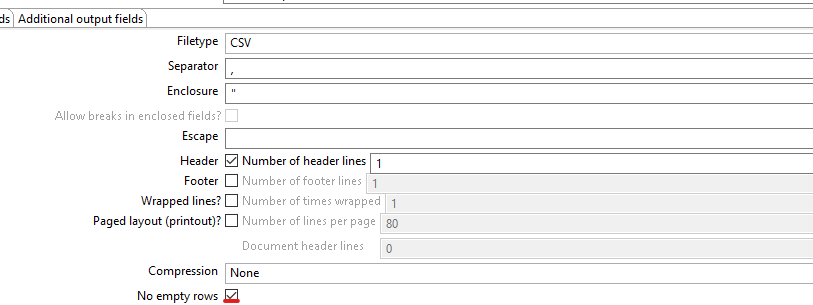 ds Additional output fields
Filetype CSV
Separator ,
Enclosure "
Allow breaks in enclosed fields?
Escape
Header Number of header lines 1
Footer Number of footer lines 1
Wrapped lines? Number of times wrapped 1
Paged layout (printout)? Number of lines per page 80
Document header lines 0
Compression None
No empty rows